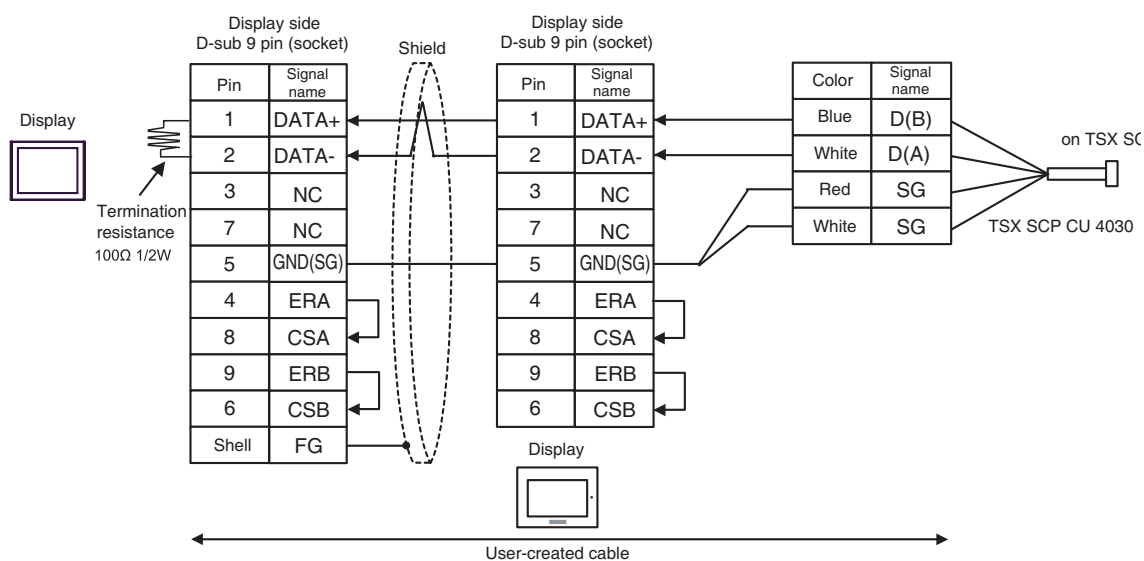 Display side
D-sub 9 pin (socket)
Shield
Display side
D-sub 9 pin (socket)
Display
Termination
resistance
100Ω 1/2W
Pin Signal name
1 DATA+
2 DATA-
3 NC
7 NC
5 GND(SG)
4 ERA
8 CSA
9 ERB
6 CSB
Shell FG
Pin Signal name
1 DATA+
2 DATA-
3 NC
7 NC
5 GND(SG)
4 ERA
8 CSA
9 ERB
6 CSB
Color Signal name
Blue D(B)
White D(A)
Red SG
White SG
on TSX SC
TSX SCP CU 4030
Display
User-created cable